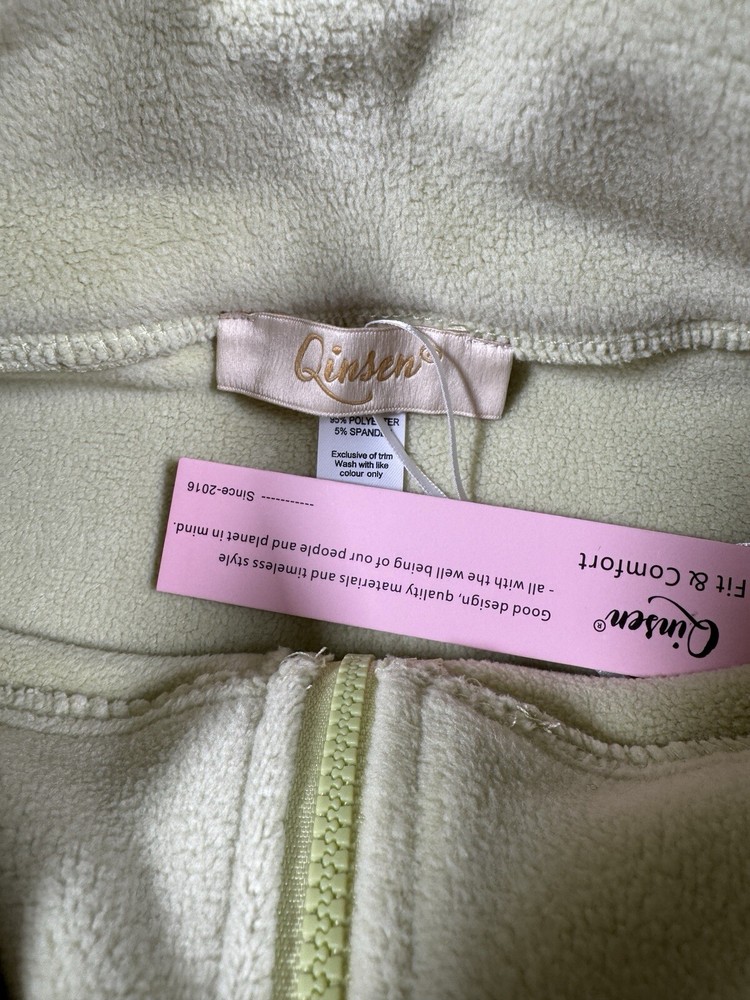 Qinsen®
95% POLYESTER
5% SPANDEX
Exclusive of trim
Wash with like
colour only
Qinsen®
Fit & Comfort
Good design, quality materials and timeless style
- all with the well being of our people and planet in mind.
------------ Since-2016